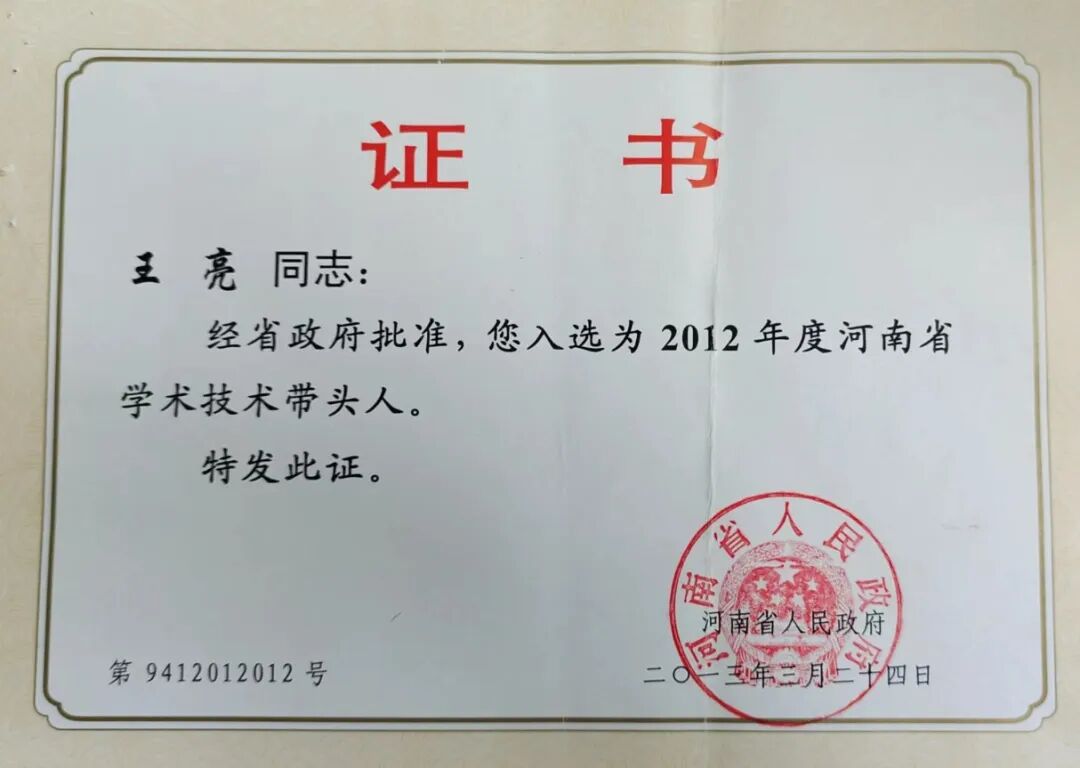 证 书
王 亮 同志：
经省政府批准，您入选为 2012 年度河南省
学术技术带头人。
特发此证。
河南省人民政府
河南省人民政府
第 9412012012 号
二〇一三年三月二十四日